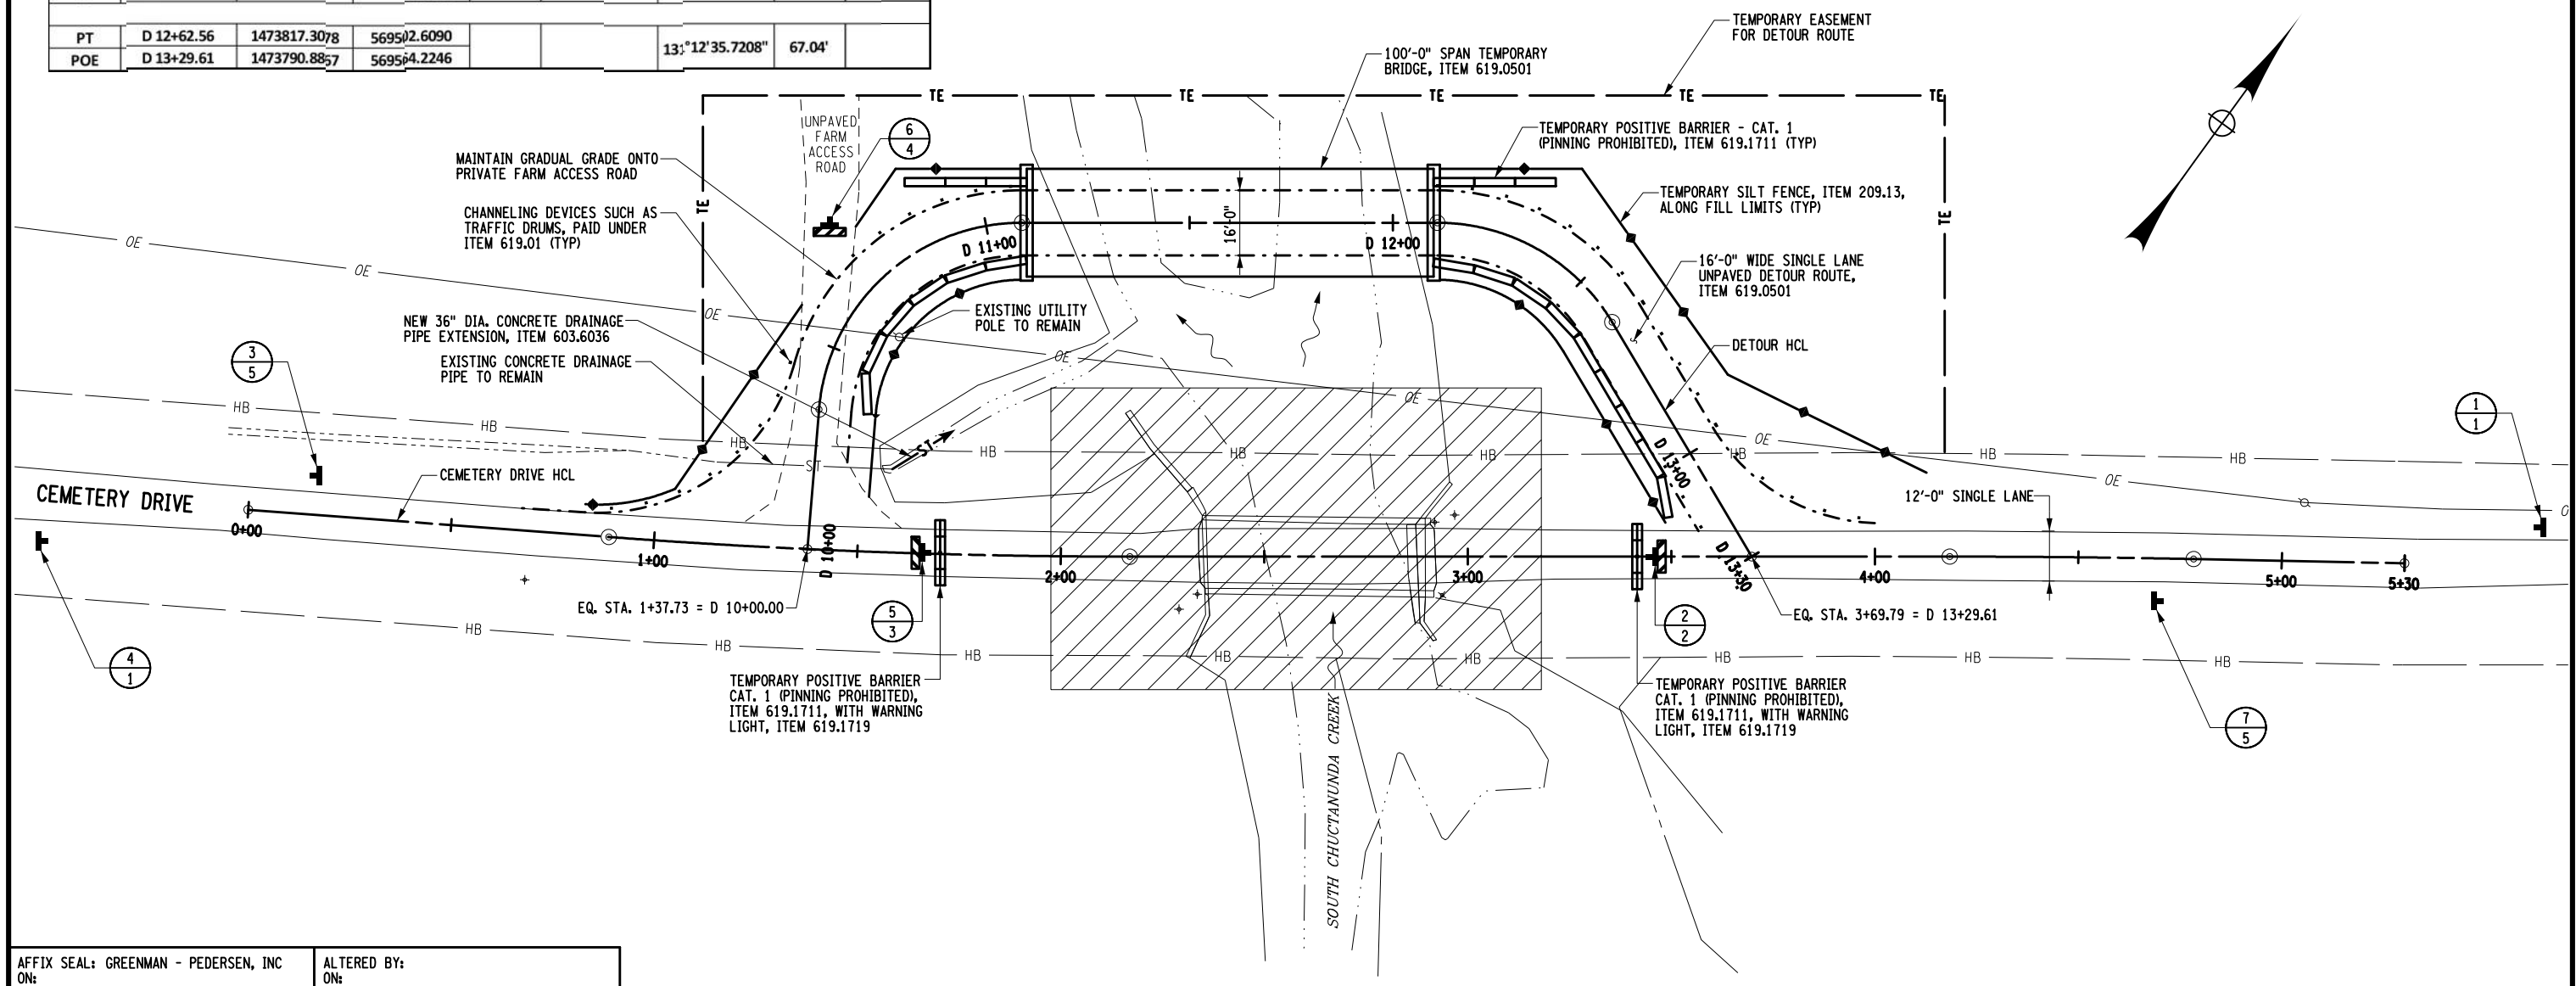 PT D 12+62.56 1473817.3078 569502.6090 131°12'35.7208" 67.04'
POE D 13+29.61 1473790.8857 569554.2246
TEMPORARY EASEMENT
FOR DETOUR ROUTE
100'-0" SPAN TEMPORARY
BRIDGE, ITEM 619.0501
TE TE TE TE TE
UNPAVED
FARM
ACCESS
ROAD
6
4
TEMPORARY POSITIVE BARRIER - CAT. 1
(PINNING PROHIBITED), ITEM 619.1711 (TYP)
MAINTAIN GRADUAL GRADE ONTO
PRIVATE FARM ACCESS ROAD
TEMPORARY SILT FENCE, ITEM 209.13,
ALONG FILL LIMITS (TYP)
TE
TE
CHANNELING DEVICES SUCH AS
TRAFFIC DRUMS, PAID UNDER
ITEM 619.01 (TYP)
16'-0"
D 11+00
D 12+00
OE
OE
OE
OE
OE
OE
OE
16'-0" WIDE SINGLE LANE
UNPAVED DETOUR ROUTE,
ITEM 619.0501
EXISTING UTILITY
POLE TO REMAIN
NEW 36" DIA. CONCRETE DRAINAGE
PIPE EXTENSION, ITEM 603.6036
DETOUR HCL
3
5
EXISTING CONCRETE DRAINAGE
PIPE TO REMAIN
1
1
HB HB HB HB HB HB HB HB HB
ST
ST
D 13+00
CEMETERY DRIVE HCL
CEMETERY DRIVE
12'-0" SINGLE LANE
0+00
1+00
D 10+00
2+00
3+00
D 13+30
4+00
5+00
5+30
EQ. STA. 1+37.73 = D 10+00.00
5
3
2
2
EQ. STA. 3+69.79 = D 13+29.61
HB HB HB HB HB HB HB HB
4
1
TEMPORARY POSITIVE BARRIER
CAT. 1 (PINNING PROHIBITED),
ITEM 619.1711, WITH WARNING
LIGHT, ITEM 619.1719
TEMPORARY POSITIVE BARRIER
CAT. 1 (PINNING PROHIBITED),
ITEM 619.1711, WITH WARNING
LIGHT, ITEM 619.1719
7
5
SOUTH CHUCTANUNDA CREEK
AFFIX SEAL: GREENMAN - PEDERSEN, INC
ON:
ALTERED BY:
ON: